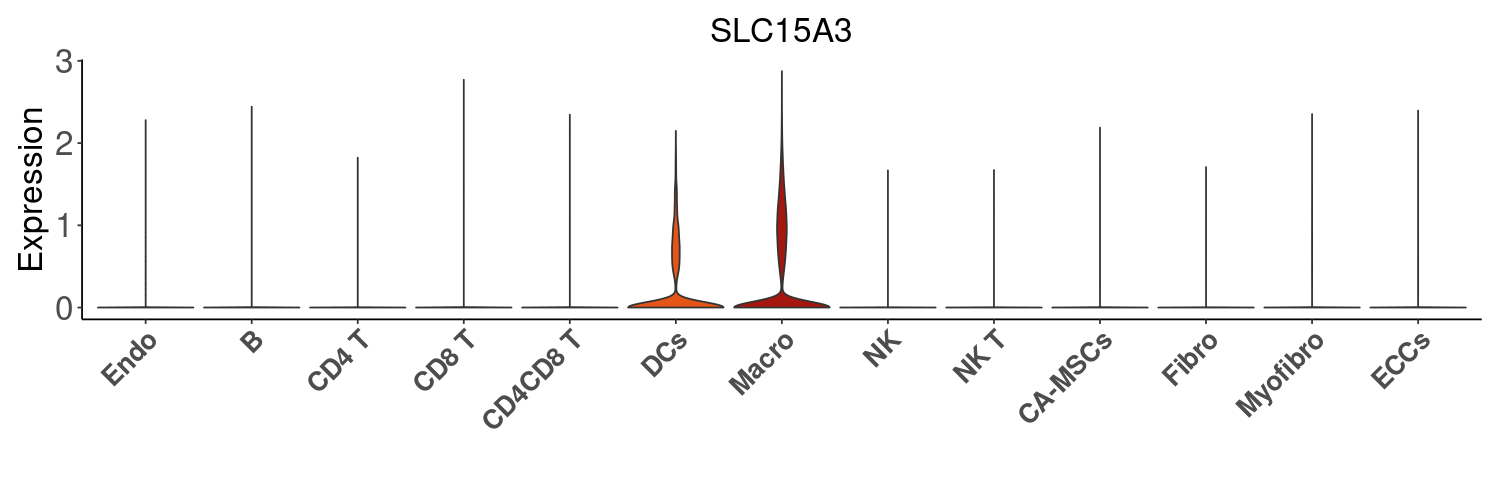 SLC15A3
3
2
1
0
Expression
Endo
B
CD4 T
CD8 T
CD4CD8 T
DCs
Macro
NK
NK T
CA-MSCs
Fibro
Myofibro
ECCs